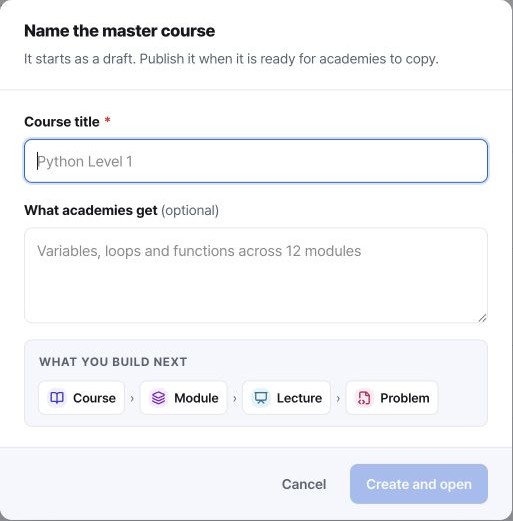 Name the master course
It starts as a draft. Publish it when it is ready for academies to copy.
Course title *
Python Level 1
What academies get (optional)
Variables, loops and functions across 12 modules
WHAT YOU BUILD NEXT
Course › Module › Lecture › Problem
Cancel Create and open